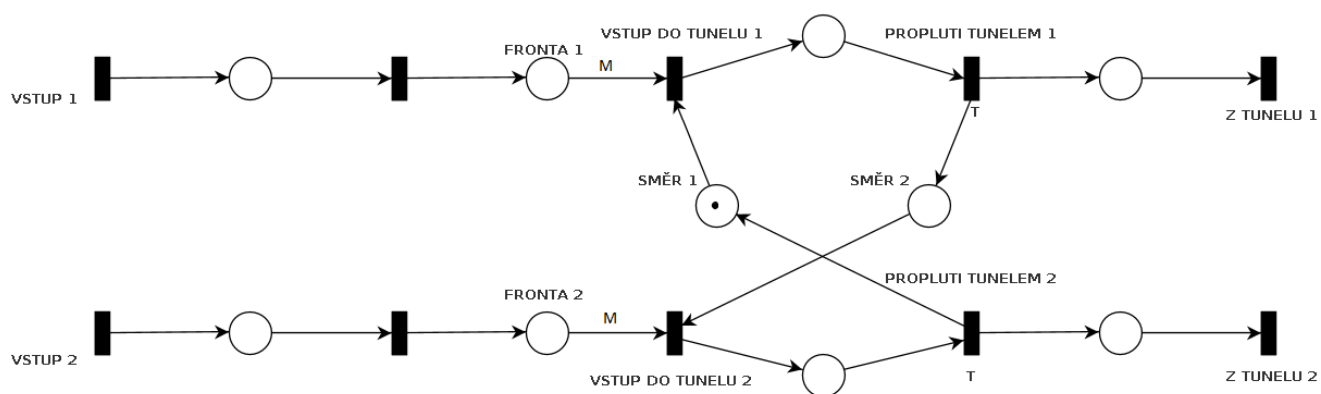 VSTUP DO TUNELU 1
PROPLUTI TUNELEM 1
FRONTA 1
M
VSTUP 1
T
Z TUNELU 1
SMĚR 1
SMĚR 2
PROPLUTI TUNELEM 2
FRONTA 2
M
VSTUP 2
VSTUP DO TUNELU 2
T
Z TUNELU 2